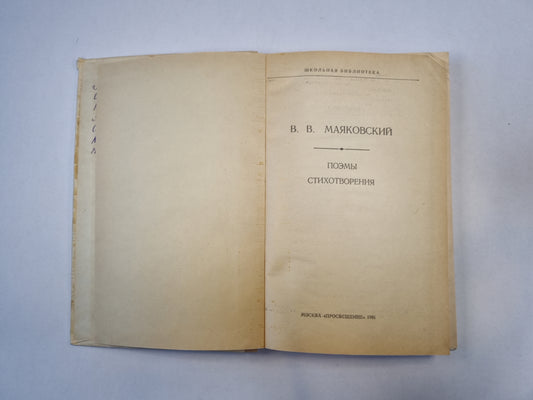 ШКОЛЬНАЯ БИБЛИОТЕКА
В. В. МАЯКОВСКИЙ
ПОЭМЫ
СТИХОТВОРЕНИЯ
МОСКВА «ПРОСВЕЩЕНИЕ»